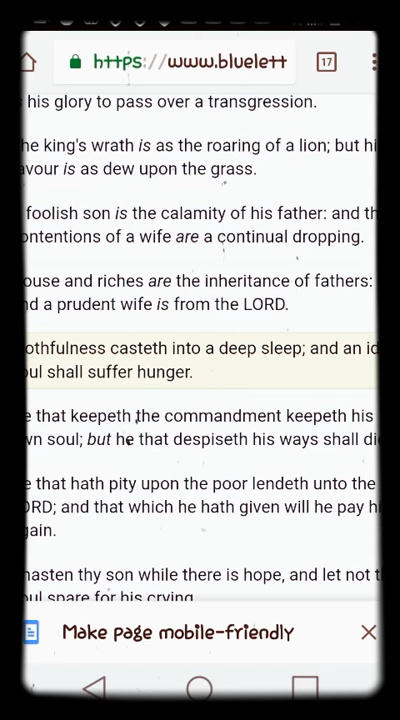 https://www.bluelett
17
his glory to pass over a transgression.
he king's wrath is as the roaring of a lion; but hi
avour is as dew upon the grass.
foolish son is the calamity of his father: and th
ontentions of a wife are a continual dropping.
ouse and riches are the inheritance of fathers:
nd a prudent wife is from the LORD.
othfulness casteth into a deep sleep; and an id
oul shall suffer hunger.
e that keepeth the commandment keepeth his
wn soul; but he that despiseth his ways shall di
e that hath pity upon the poor lendeth unto the
ORD; and that which he hath given will he pay hi
gain.
hasten thy son while there is hope, and let not t
oul spare for his crying
Make page mobile-friendly